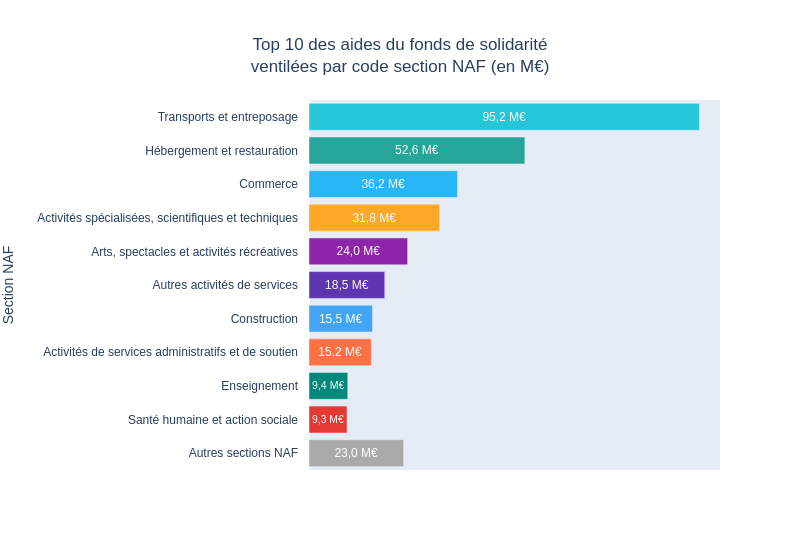 Top 10 des aides du fonds de solidarité
ventilées par code section NAF (en M€)
Section NAF
Transports et entreposage 95,2 M€
Hébergement et restauration 52,6 M€
Commerce 36,2 M€
Activités spécialisées, scientifiques et techniques 31,8 M€
Arts, spectacles et activités récréatives 24,0 M€
Autres activités de services 18,5 M€
Construction 15,5 M€
Activités de services administratifs et de soutien 15,2 M€
Enseignement 9,4 M€
Santé humaine et action sociale 9,3 M€
Autres sections NAF 23,0 M€